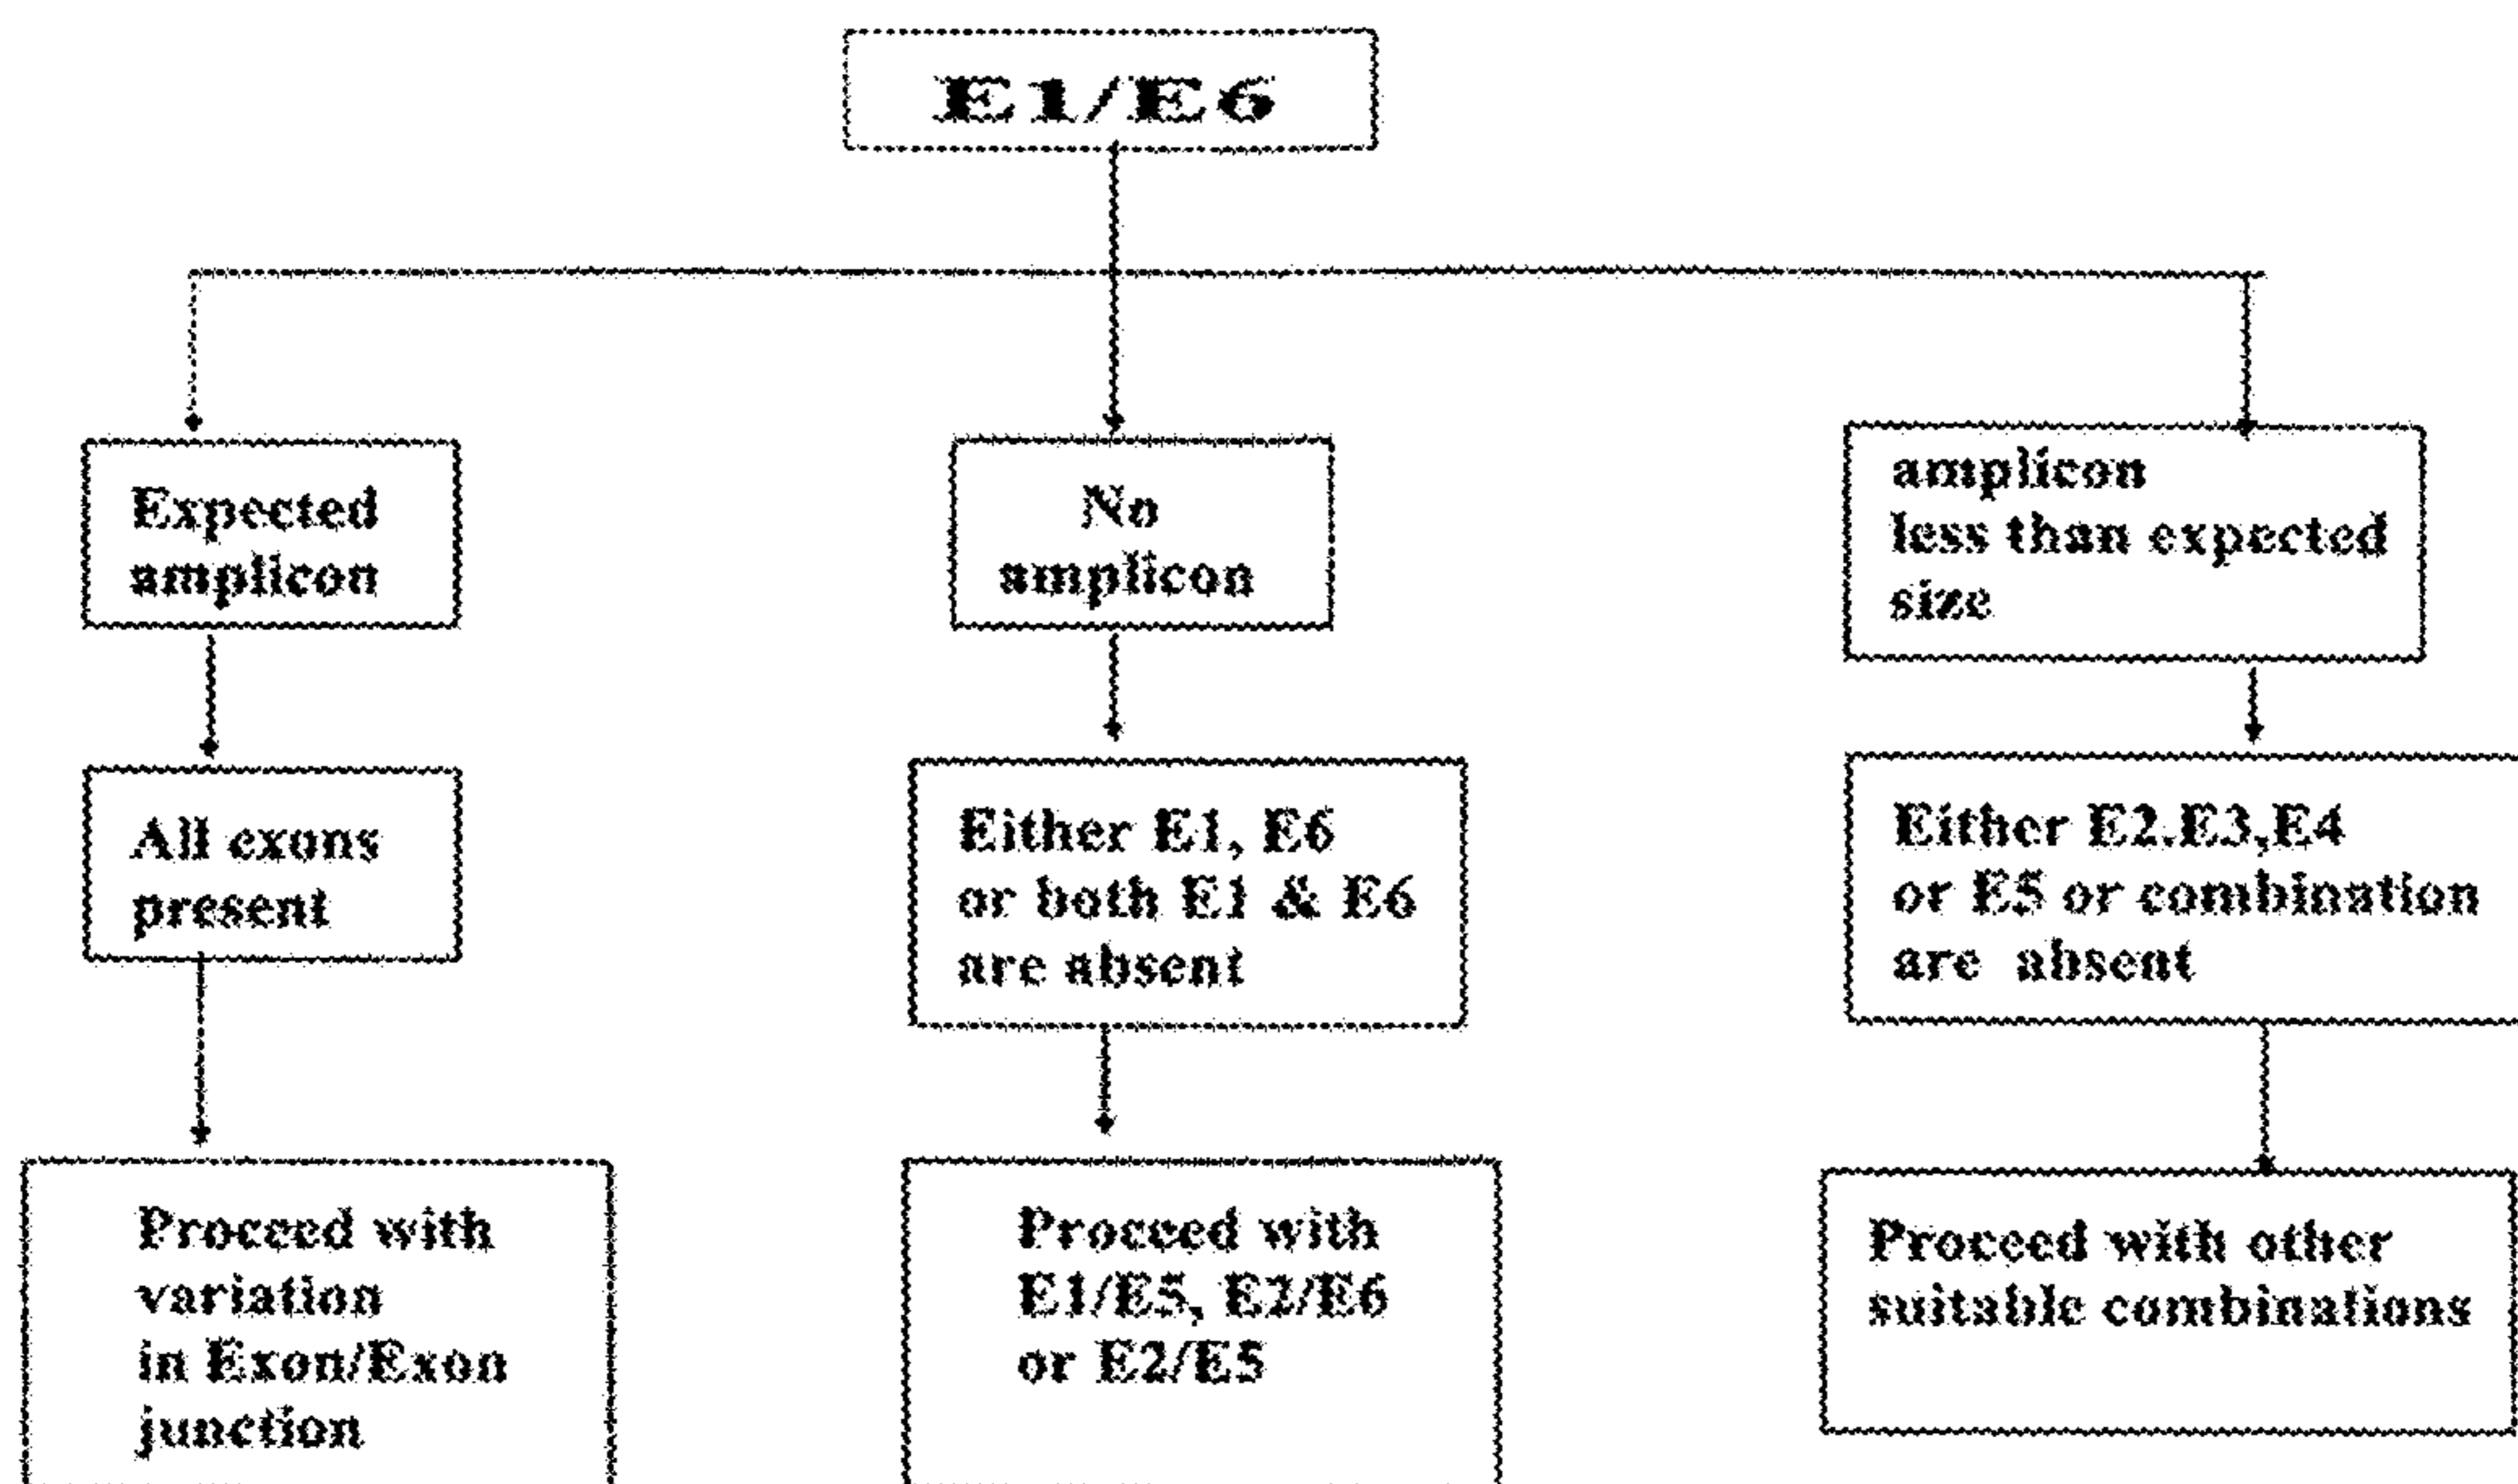 E1/E6
Expected
amplicon
No
amplicon
amplicon
less than expected
size
All exons
present
Either E1, E6
or both E1 & E6
are absent
Either E2.E3,E4
or E5 or combination
are absent
Proceed with
variation
in Exon/Exon
junction
Proceed with
E1/E5, E2/E6
or E2/E5
Proceed with other
suitable combinations